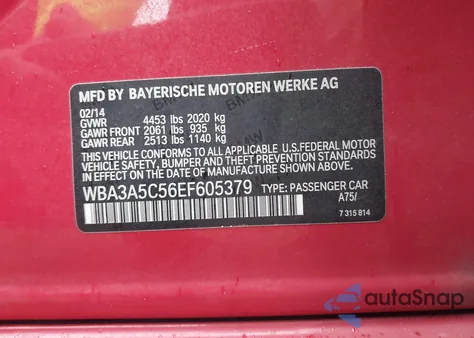 MFD BY BAYERISCHE MOTOREN WERKE AG
02/14
GVWR 4453 lbs 2020 kg
GAWR FRONT 2061 lbs 935 kg
GAWR REAR 2513 lbs 1140 kg
THIS VEHICLE CONFORMS TO ALL APPLICABLE U.S.FEDERAL MOTOR
VEHICLE SAFETY, BUMPER, AND THEFT PREVENTION STANDARDS
IN EFFECT ON THE DATE OF MANUFACTURE SHOWN ABOVE.
WBA3A5C56EF605379 TYPE: PASSENGER CAR
A75/
7 315 814
autoSnap